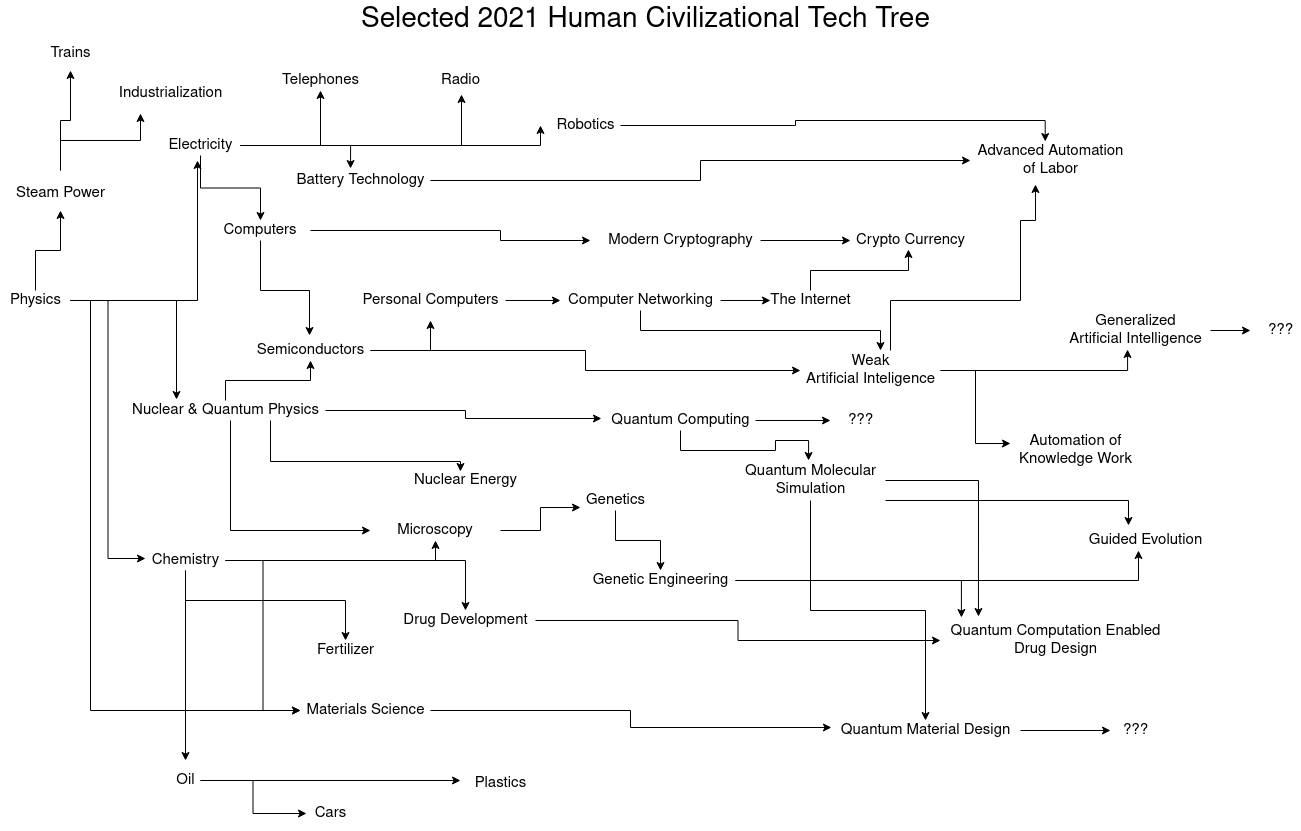 Selected 2021 Human Civilizational Tech Tree
Trains
Industrialization
Telephones
Radio
Robotics
Electricity
Battery Technology
Advanced Automation
of Labor
Steam Power
Computers
Modern Cryptography
Crypto Currency
Physics
Personal Computers
Computer Networking
The Internet
Generalized
Artificial Intelligence
???
Semiconductors
Weak
Artificial Inteligence
Nuclear & Quantum Physics
Quantum Computing
???
Automation of
Knowledge Work
Nuclear Energy
Quantum Molecular
Simulation
Genetics
Microscopy
Guided Evolution
Chemistry
Genetic Engineering
Drug Development
Quantum Computation Enabled
Drug Design
Fertilizer
Materials Science
Quantum Material Design
???
Oil
Plastics
Cars